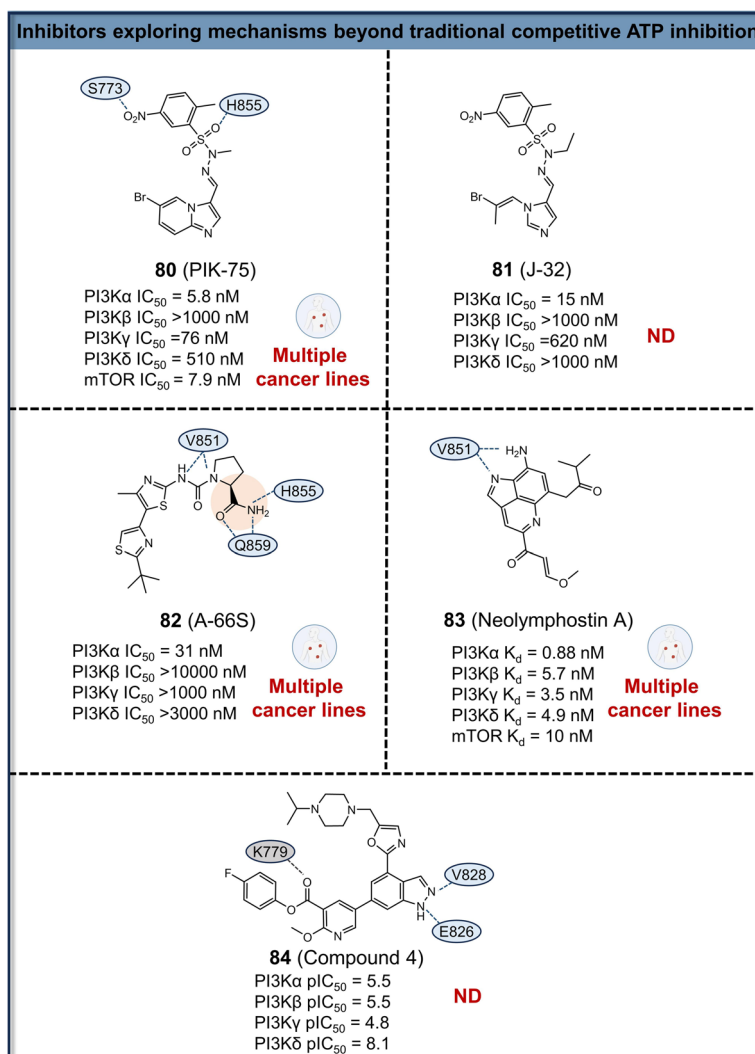 Inhibitors exploring mechanisms beyond traditional competitive ATP inhibition
S773
H855
O₂N
O
S
O
N
N
Br
N
N
80 (PIK-75)
PI3Kα IC₅₀ = 5.8 nM
PI3Kβ IC₅₀ >1000 nM
PI3Kγ IC₅₀ =76 nM
PI3Kδ IC₅₀ = 510 nM
mTOR IC₅₀ = 7.9 nM
Multiple
cancer lines
O₂N
O
S
O
N
N
Br
N
N
81 (J-32)
PI3Kα IC₅₀ = 15 nM
PI3Kβ IC₅₀ >1000 nM
PI3Kγ IC₅₀ =620 nM
PI3Kδ IC₅₀ >1000 nM
ND
V851
H
N
N
N
S
O
H855
NH₂
O
Q859
S
N
82 (A-66S)
PI3Kα IC₅₀ = 31 nM
PI3Kβ IC₅₀ >10000 nM
PI3Kγ IC₅₀ >1000 nM
PI3Kδ IC₅₀ >3000 nM
Multiple
cancer lines
V851
H₂N
N
O
N
O
O
83 (Neolymphostin A)
PI3Kα K_d = 0.88 nM
PI3Kβ K_d = 5.7 nM
PI3Kγ K_d = 3.5 nM
PI3Kδ K_d = 4.9 nM
mTOR K_d = 10 nM
Multiple
cancer lines
N
N
O
N
K779
O
F
O
O
N
N
N
H
V828
E826
84 (Compound 4)
PI3Kα pIC₅₀ = 5.5
PI3Kβ pIC₅₀ = 5.5
PI3Kγ pIC₅₀ = 4.8
PI3Kδ pIC₅₀ = 8.1
ND